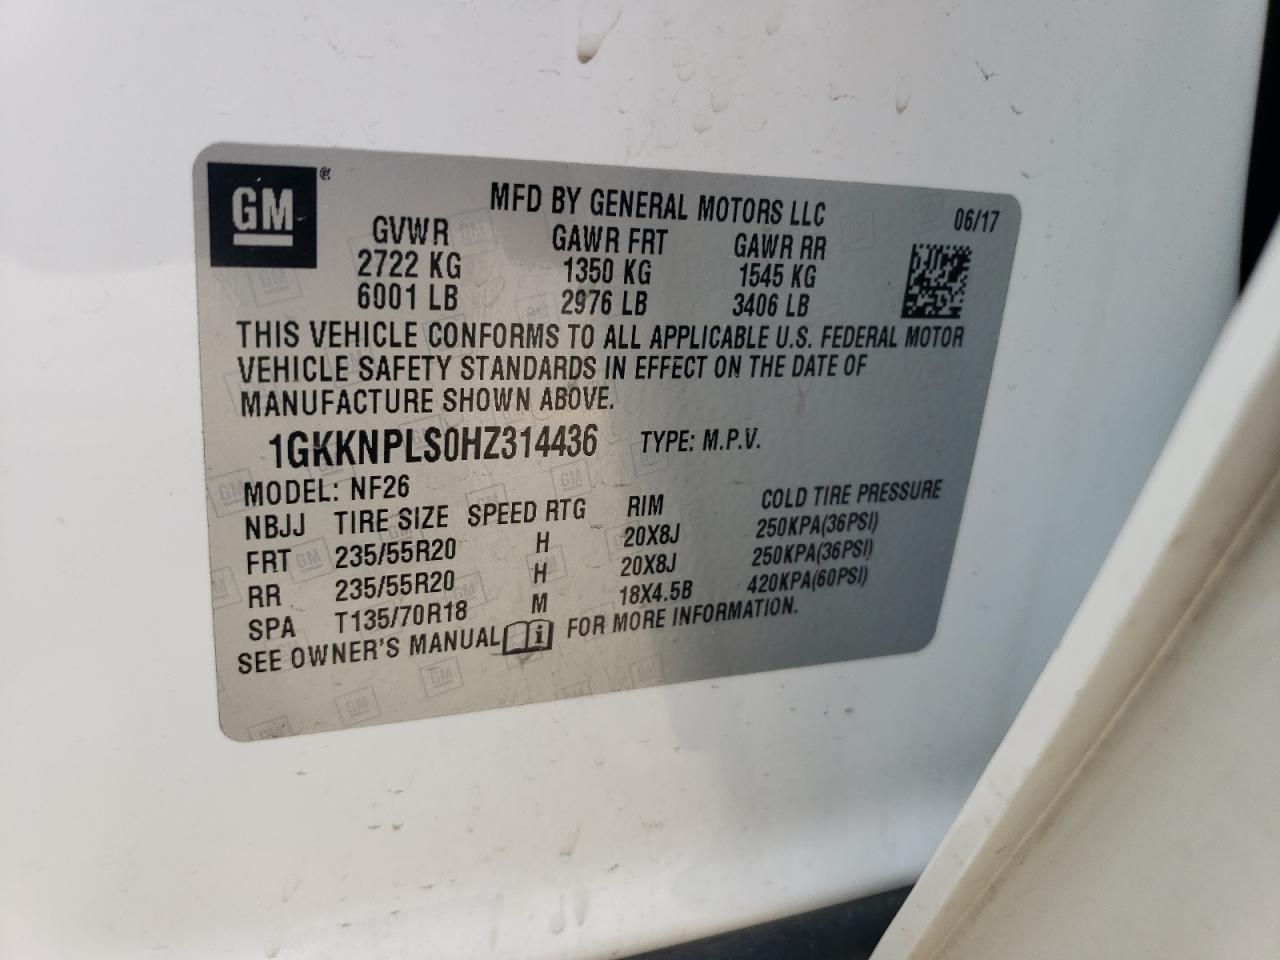 GM®
MFD BY GENERAL MOTORS LLC 06/17
GVWR GAWR FRT GAWR RR
2722 KG 1350 KG 1545 KG
6001 LB 2976 LB 3406 LB
THIS VEHICLE CONFORMS TO ALL APPLICABLE U.S. FEDERAL MOTOR
VEHICLE SAFETY STANDARDS IN EFFECT ON THE DATE OF
MANUFACTURE SHOWN ABOVE.
1GKKNPLS0HZ314436 TYPE: M.P.V.
MODEL: NF26
NBJJ TIRE SIZE SPEED RTG RIM COLD TIRE PRESSURE
FRT 235/55R20 H 20X8J 250KPA(36PSI)
RR 235/55R20 H 20X8J 250KPA(36PSI)
SPA T135/70R18 M 18X4.5B 420KPA(60PSI)
SEE OWNER'S MANUAL i FOR MORE INFORMATION.